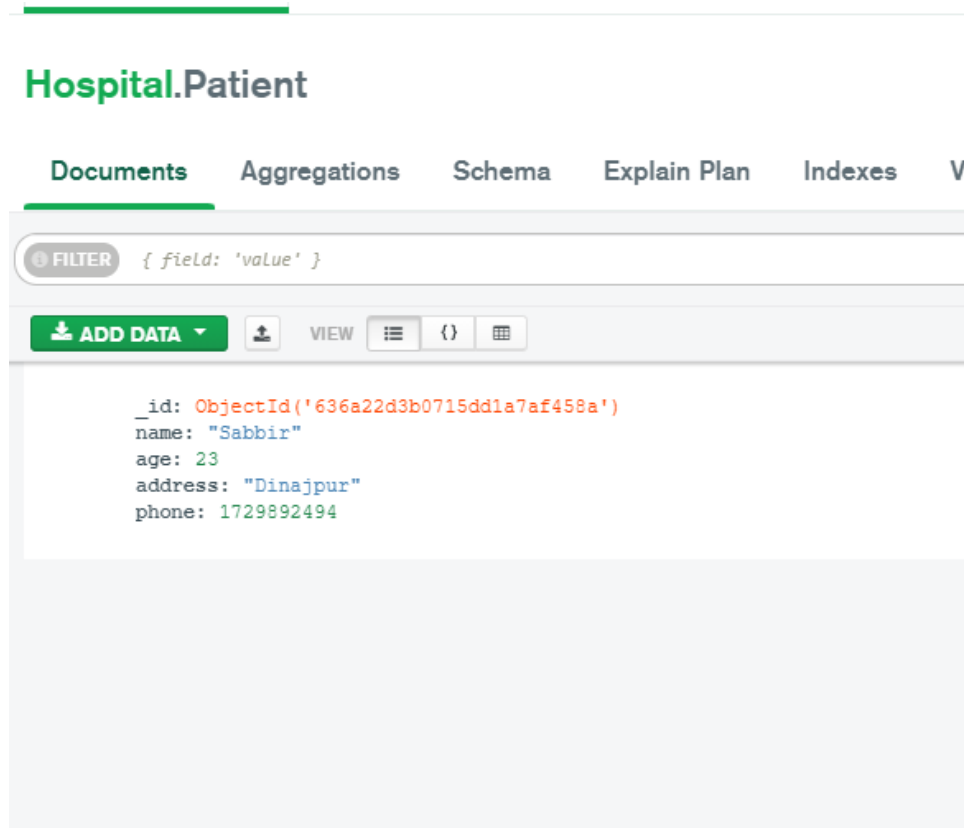 Hospital.Patient
Documents Aggregations Schema Explain Plan Indexes V
FILTER { field: 'value' }
ADD DATA VIEW {}
_id: ObjectId('636a22d3b0715dd1a7af458a')
name: "Sabbir"
age: 23
address: "Dinajpur"
phone: 1729892494